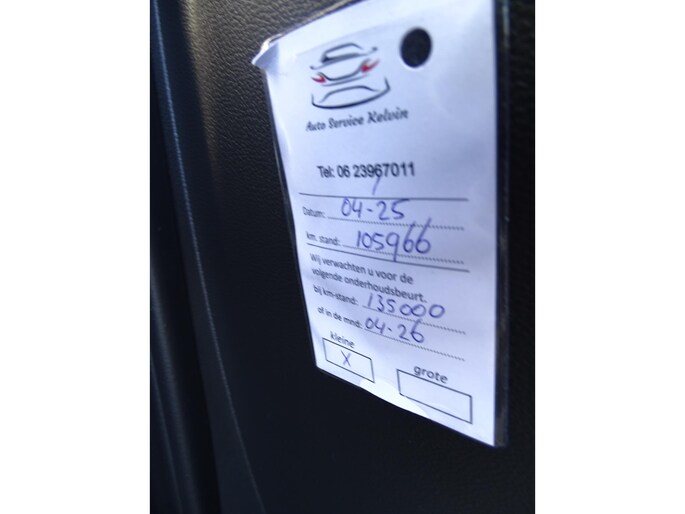 Auto Service Kelvin
Tel: 06 23967011
Datum: 04-25
km. stand: 105966
Wij verwachten u voor de
volgende onderhoudsbeurt.
bij km-stand: 135000
of in de mnd: 04-26
kleine grote
X